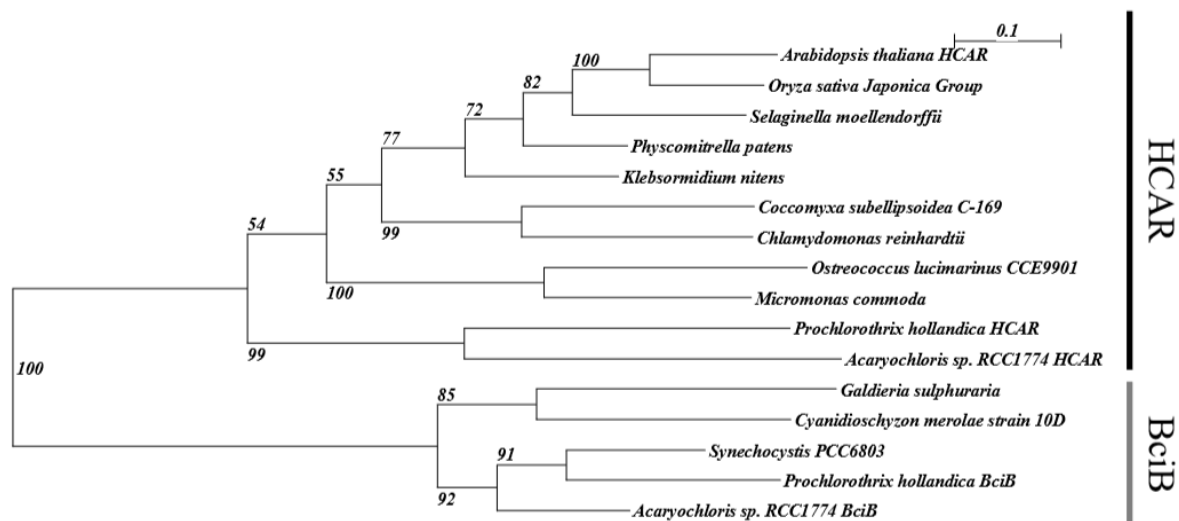 0.1
Arabidopsis thaliana HCAR
100
Oryza sativa Japonica Group
82
Selaginella moellendorffii
72
Physcomitrella patens
77
Klebsormidium nitens
55
Coccomyxa subellipsoidea C-169
99
Chlamydomonas reinhardtii
54
Ostreococcus lucimarinus CCE9901
100
Micromonas commoda
Prochlorothrix hollandica HCAR
99
Acaryochloris sp. RCC1774 HCAR
100
Galdieria sulphuraria
85
Cyanidioschyzon merolae strain 10D
Synechocystis PCC6803
91
Prochlorothrix hollandica BciB
92
Acaryochloris sp. RCC1774 BciB
HCAR
BciB